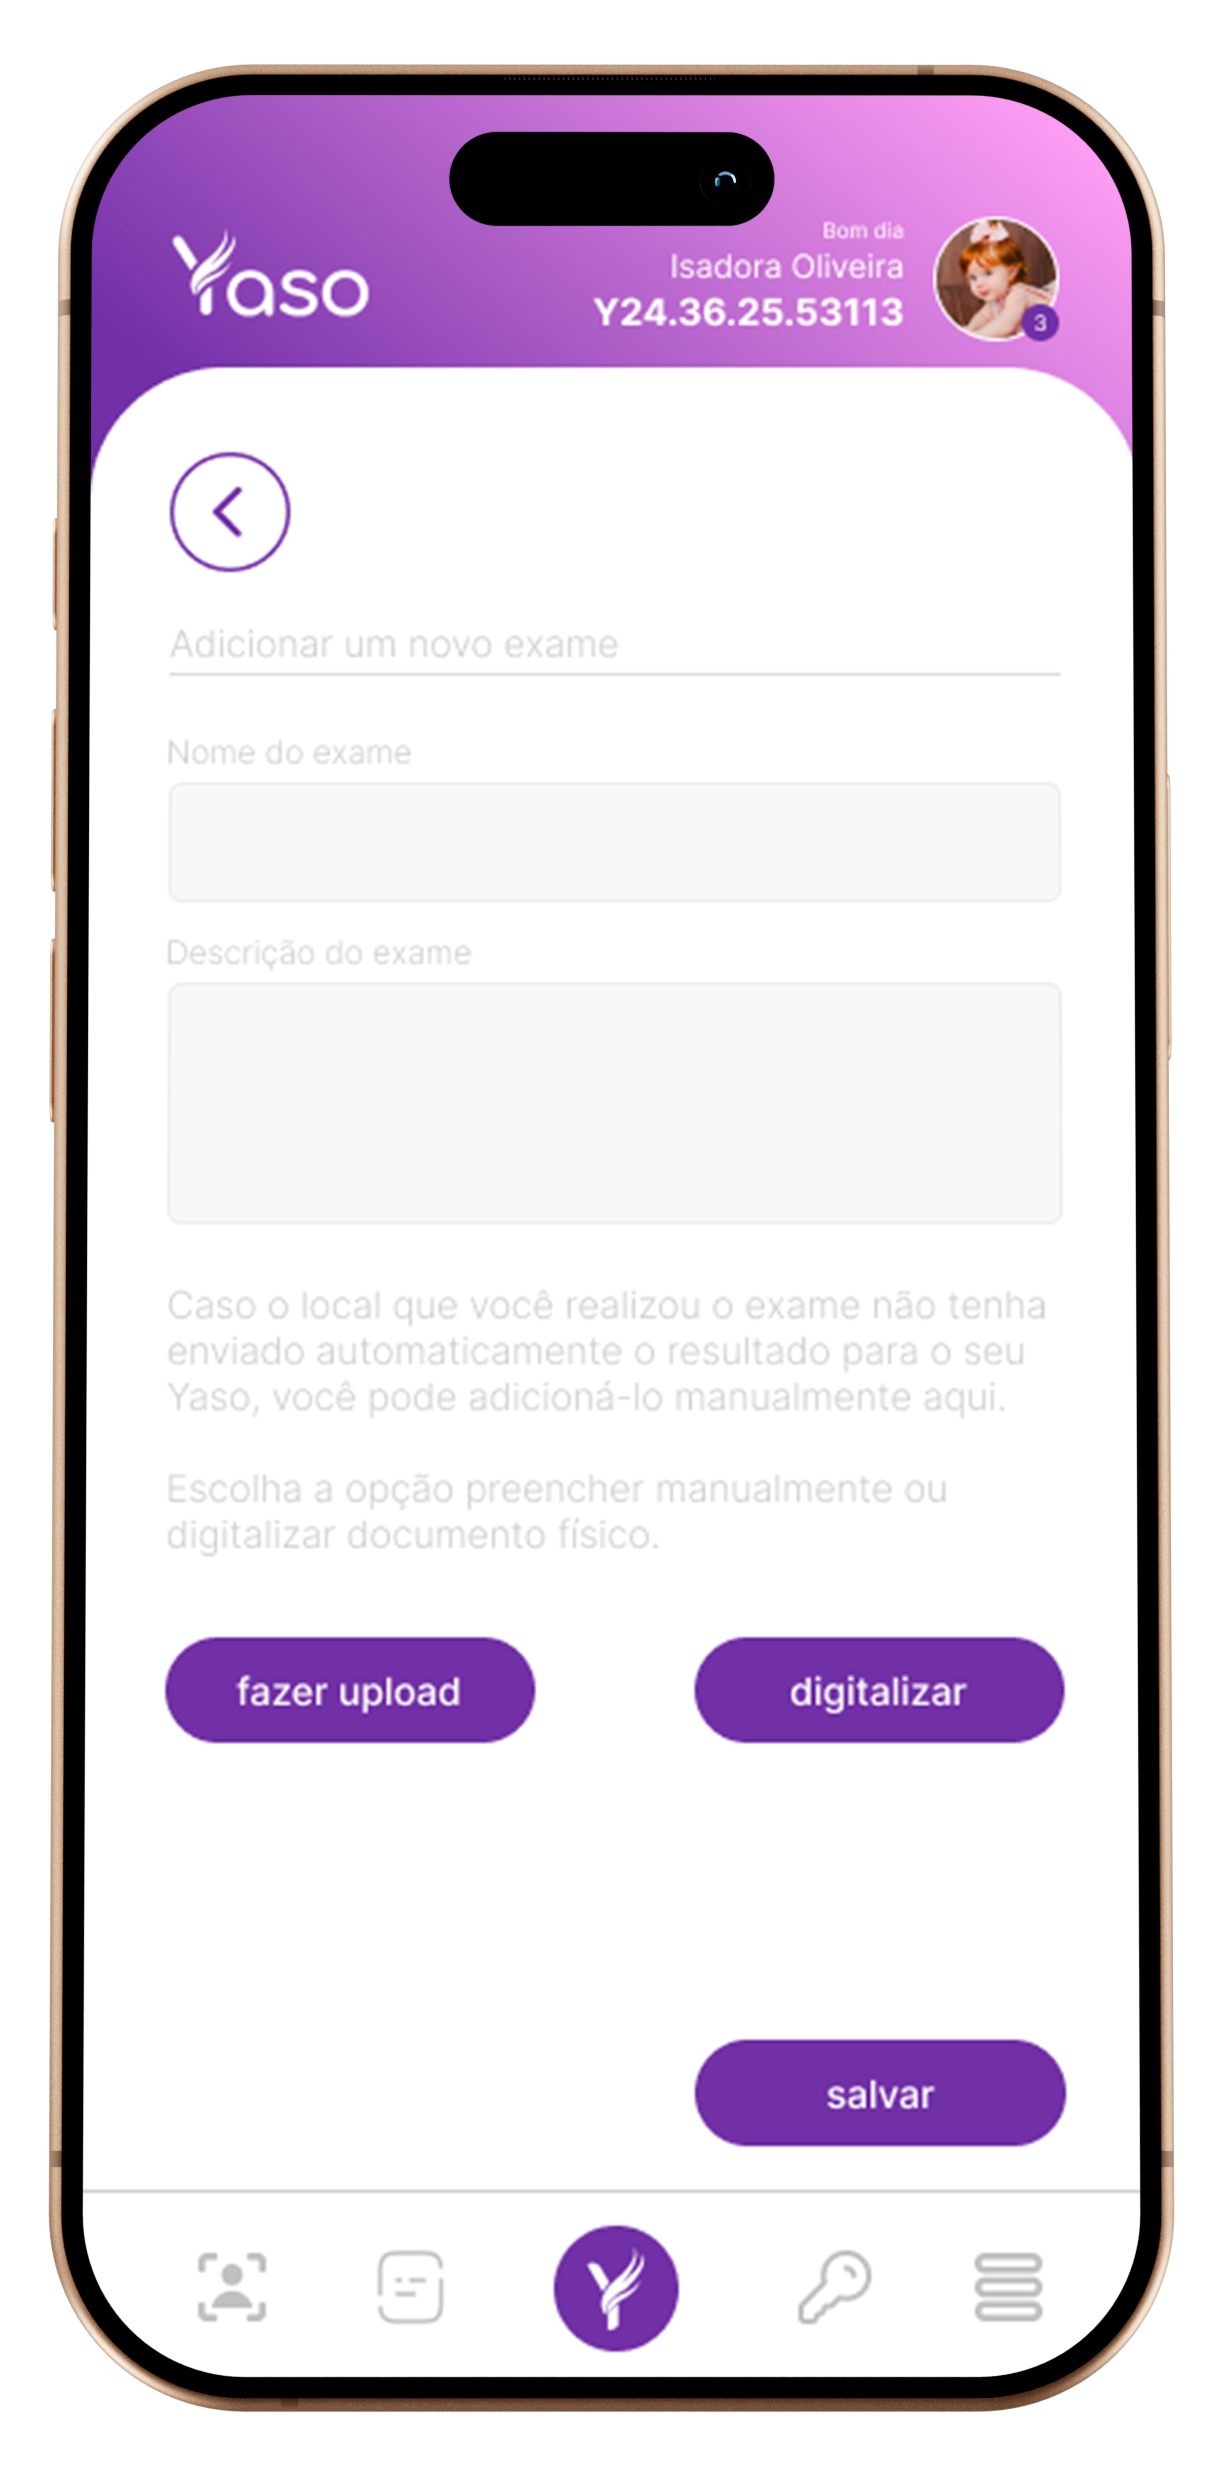 Yaso
Bom dia
Isadora Oliveira
Y24.36.25.53113
3
Adicionar um novo exame
Nome do exame
Descrição do exame
Caso o local que você realizou o exame não tenha
enviado automaticamente o resultado para o seu
Yaso, você pode adicioná-lo manualmente aqui.
Escolha a opção preencher manualmente ou
digitalizar documento físico.
fazer upload
digitalizar
salvar
Y